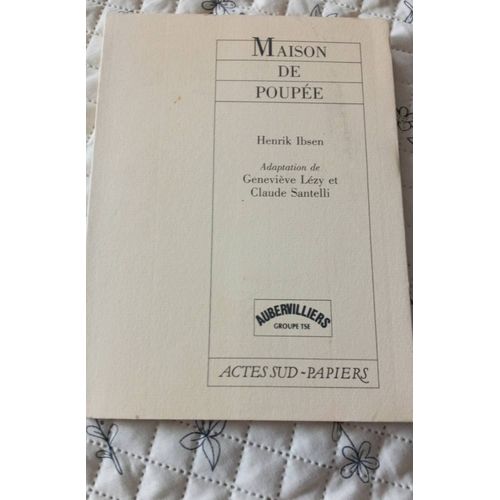 MAISON
DE
POUPÉE
Henrik Ibsen
Adaptation de
Geneviève Lézy et
Claude Santelli
AUBERVILLIERS
GROUPE TSE
ACTES SUD-PAPIERS